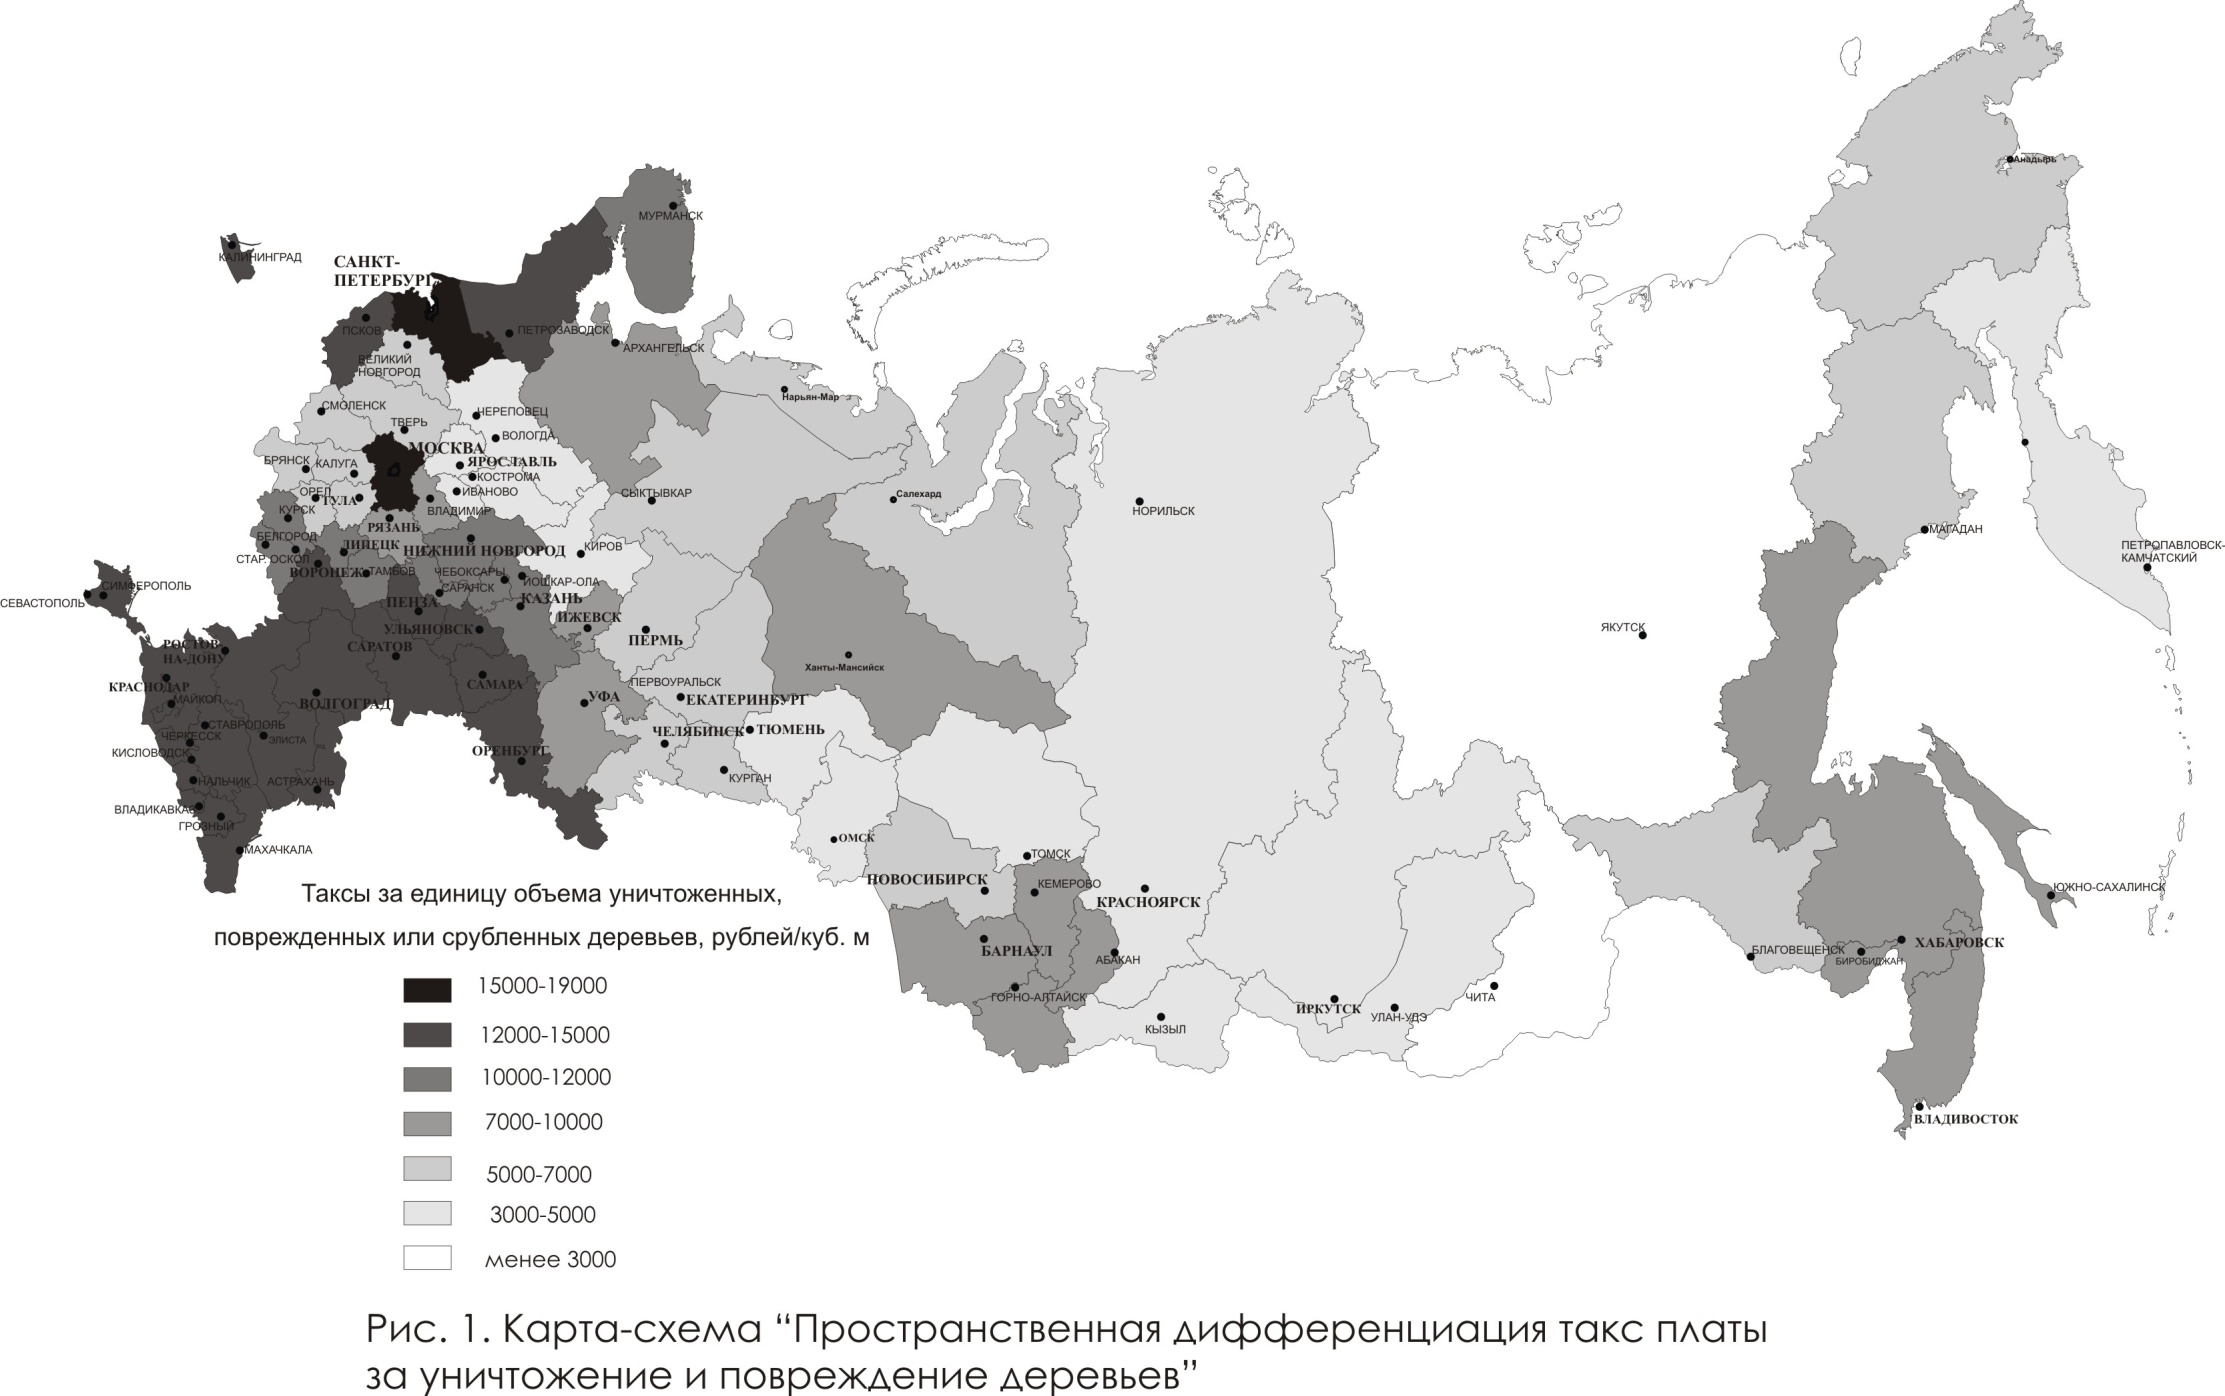 Анадырь
МУРМАНСК
КАЛИНИНГРАД
САНКТ-
ПЕТЕРБУРГ
ПСКОВ
ПЕТРОЗАВОДСК
АРХАНГЕЛЬСК
ВЕЛИКИЙ
НОВГОРОД
Нарьян-Мар
СМОЛЕНСК
ЧЕРЕПОВЕЦ
ТВЕРЬ
ВОЛОГДА
МОСКВА
БРЯНСК
КАЛУГА
ЯРОСЛАВЛЬ
КОСТРОМА
ОРЕЛ
ТУЛА
ИВАНОВО
СЫКТЫВКАР
Салехард
КУРСК
ВЛАДИМИР
НОРИЛЬСК
РЯЗАНЬ
МАГАДАН
БЕЛГОРОД
ЛИПЕЦК
НИЖНИЙ НОВГОРОД
КИРОВ
ПЕТРОПАВЛОВСК-
КАМЧАТСКИЙ
СТАР. ОСКОЛ
ВОРОНЕЖ
ТАМБОВ
ЧЕБОКСАРЫ
ЙОШКАР-ОЛА
СИМФЕРОПОЛЬ
САРАНСК
СЕВАСТОПОЛЬ
ПЕНЗА
КАЗАНЬ
ИЖЕВСК
УЛЬЯНОВСК
ПЕРМЬ
ЯКУТСК
РОСТОВ-
НА-ДОНУ
САРАТОВ
Ханты-Мансийск
КРАСНОДАР
САМАРА
ПЕРВОУРАЛЬСК
МАЙКОП
ВОЛГОГРАД
УФА
ЕКАТЕРИНБУРГ
СТАВРОПОЛЬ
ЧЕРКЕССК
ЭЛИСТА
ЧЕЛЯБИНСК
ТЮМЕНЬ
КИСЛОВОДСК
ОРЕНБУРГ
НАЛЬЧИК
АСТРАХАНЬ
КУРГАН
ВЛАДИКАВКАЗ
ГРОЗНЫЙ
ОМСК
МАХАЧКАЛА
ТОМСК
НОВОСИБИРСК
КЕМЕРОВО
КРАСНОЯРСК
ЮЖНО-САХАЛИНСК
БАРНАУЛ
АБАКАН
БЛАГОВЕЩЕНСК
БИРОБИДЖАН
ХАБАРОВСК
ГОРНО-АЛТАЙСК
ИРКУТСК
УЛАН-УДЭ
ЧИТА
КЫЗЫЛ
ВЛАДИВОСТОК
Таксы за единицу объема уничтоженных,
поврежденных или срубленных деревьев, рублей/куб. м
15000-19000
12000-15000
10000-12000
7000-10000
5000-7000
3000-5000
менее 3000
Рис. 1. Карта-схема “Пространственная дифференциация такс платы
за уничтожение и повреждение деревьев”